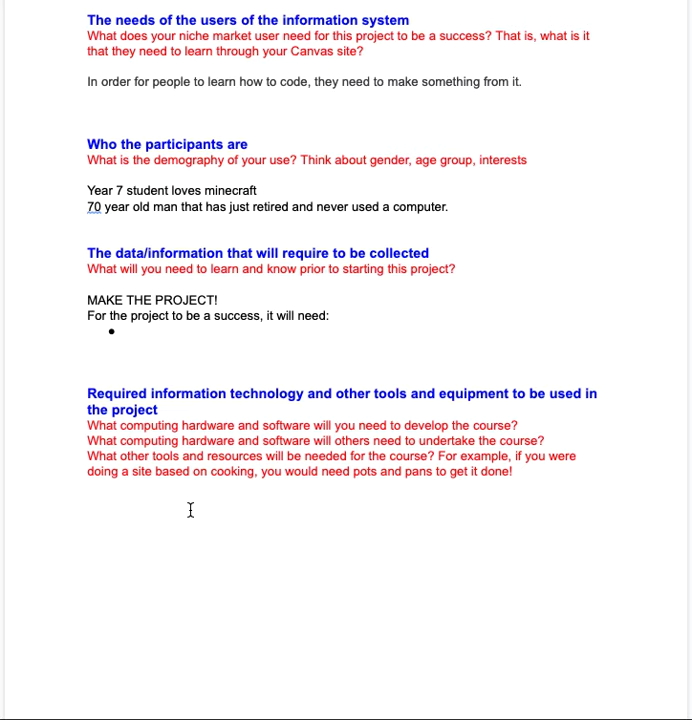 The needs of the users of the information system
What does your niche market user need for this project to be a success? That is, what is it
that they need to learn through your Canvas site?
In order for people to learn how to code, they need to make something from it.
Who the participants are
What is the demography of your use? Think about gender, age group, interests
Year 7 student loves minecraft
70 year old man that has just retired and never used a computer.
The data/information that will require to be collected
What will you need to learn and know prior to starting this project?
MAKE THE PROJECT!
For the project to be a success, it will need:
•
Required information technology and other tools and equipment to be used in
the project
What computing hardware and software will you need to develop the course?
What computing hardware and software will others need to undertake the course?
What other tools and resources will be needed for the course? For example, if you were
doing a site based on cooking, you would need pots and pans to get it done!